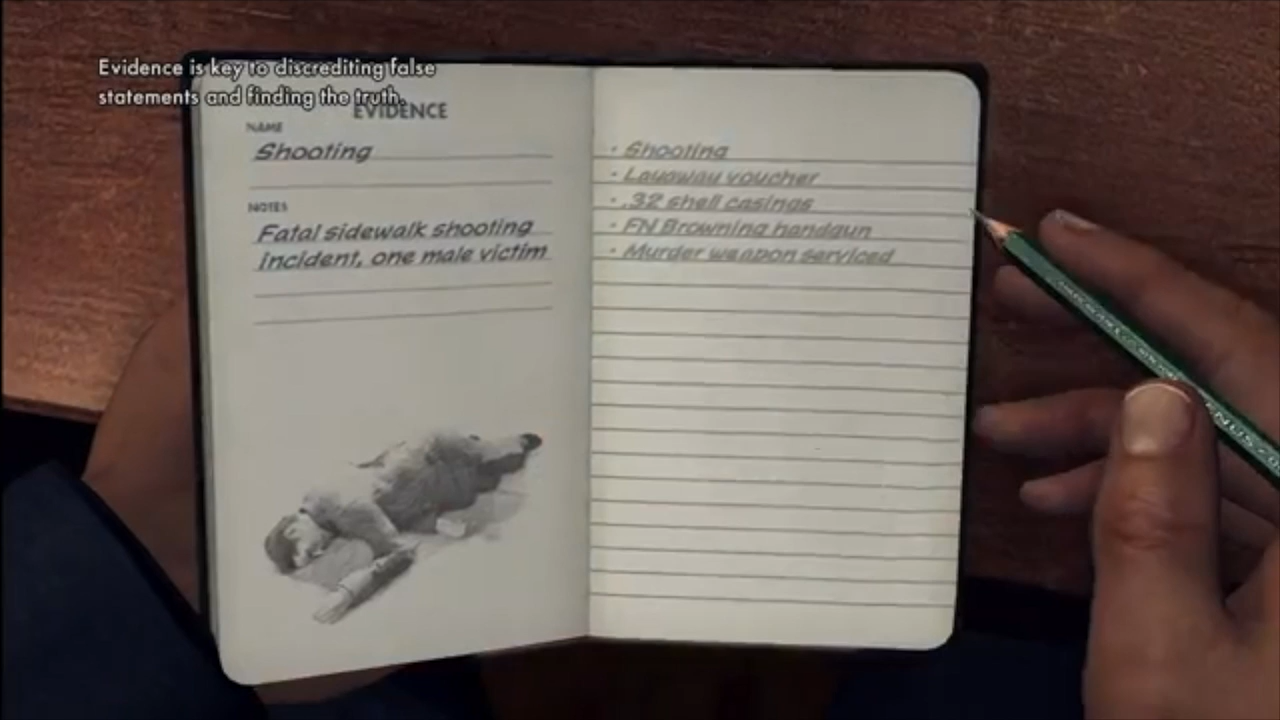 Evidence is key to discrediting false
statements and finding the truth.
EVIDENCE
NAME
Shooting
NOTES
Fatal sidewalk shooting
incident, one male victim
• Shooting
• Layaway voucher
• .32 shell casings
• FN Browning handgun
• Murder weapon serviced